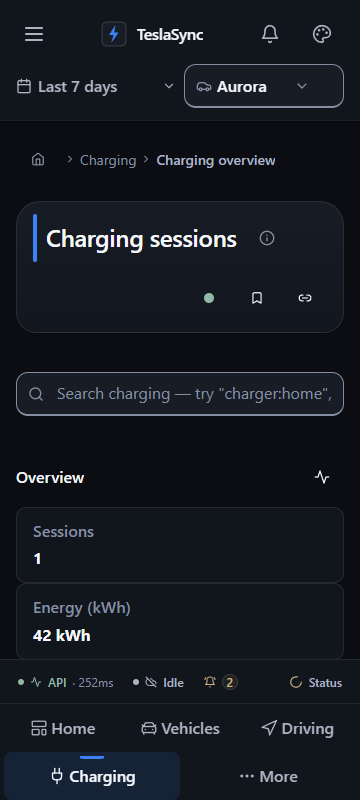 TeslaSync
Last 7 days
Aurora
Charging
Charging overview
Charging sessions
Search charging — try "charger:home",
Overview
Sessions
1
Energy (kWh)
42 kWh
API · 252ms
Idle
2
Status
Home
Vehicles
Driving
Charging
More